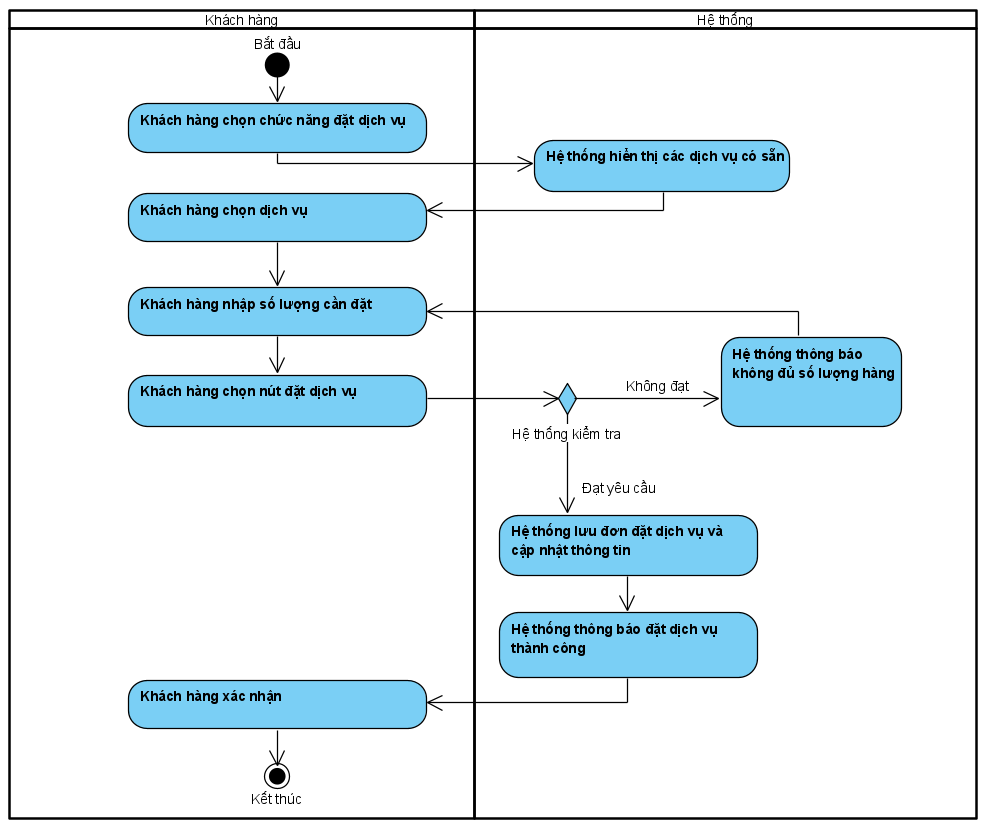 Khách hàng
Hệ thống
Bắt đầu
Khách hàng chọn chức năng đặt dịch vụ
Hệ thống hiển thị các dịch vụ có sẵn
Khách hàng chọn dịch vụ
Khách hàng nhập số lượng cần đặt
Hệ thống thông báo
không đủ số lượng hàng
Khách hàng chọn nút đặt dịch vụ
Không đạt
Hệ thống kiểm tra
Đạt yêu cầu
Hệ thống lưu đơn đặt dịch vụ và
cập nhật thông tin
Hệ thống thông báo đặt dịch vụ
thành công
Khách hàng xác nhận
Kết thúc